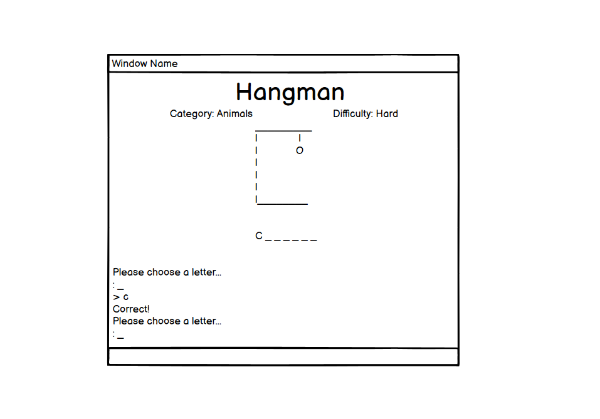 Window Name
Hangman
Category: Animals Difficulty: Hard
O
C _ _ _ _ _ _
Please choose a letter...
: _
> c
Correct!
Please choose a letter...
: _